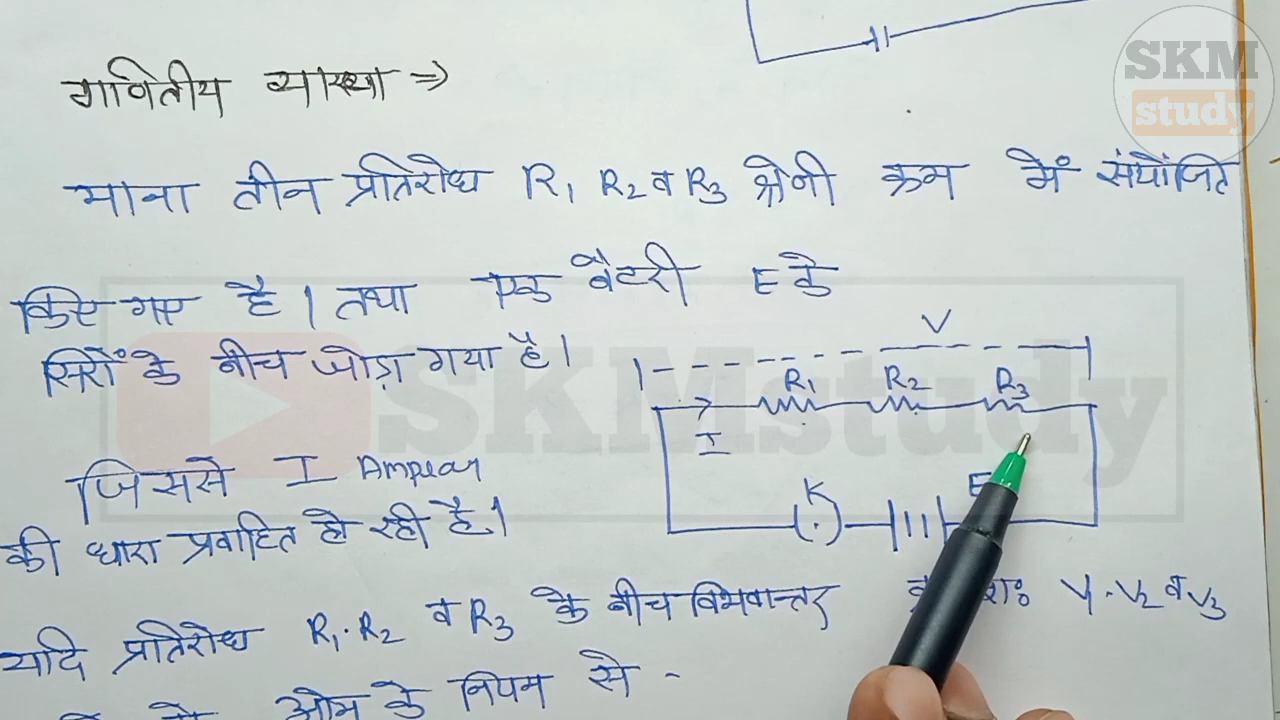 SKM
study
गणितीय व्याख्या ⇒
माना तीन प्रतिरोध R₁ R₂ व R₃ श्रेणी क्रम में संयोजित
किए गए है। तथा एक बैटरी E के
सिरों के बीच जोड़ा गया है।
V
R₁ R₂ R₃
I
K
E
SKMstudy
जिससे I Ampear
की धारा प्रवाहित हो रही है।
यदि प्रतिरोध R₁. R₂ व R₃ के बीच विभवान्तर V₁. V₂ व V₃
ओम के नियम से -